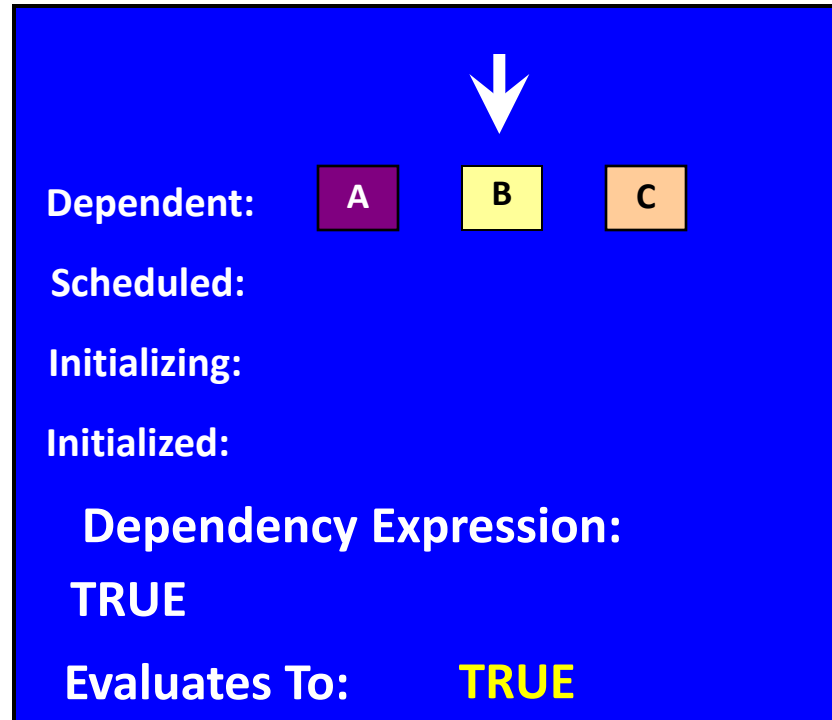 Dependent: A B C
Scheduled:
Initializing:
Initialized:
Dependency Expression:
TRUE
Evaluates To: TRUE